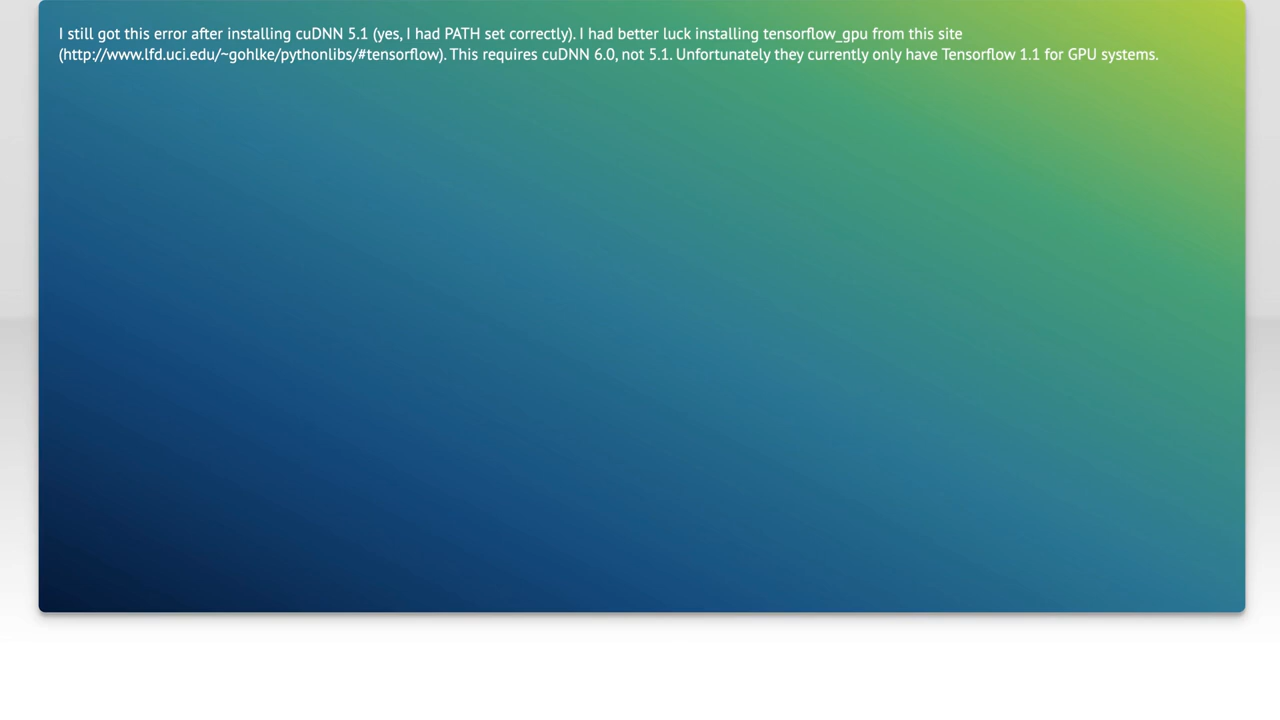 I still got this error after installing cuDNN 5.1 (yes, I had PATH set correctly). I had better luck installing tensorflow_gpu from this site
(http://www.lfd.uci.edu/~gohlke/pythonlibs/#tensorflow). This requires cuDNN 6.0, not 5.1. Unfortunately they currently only have Tensorflow 1.1 for GPU systems.